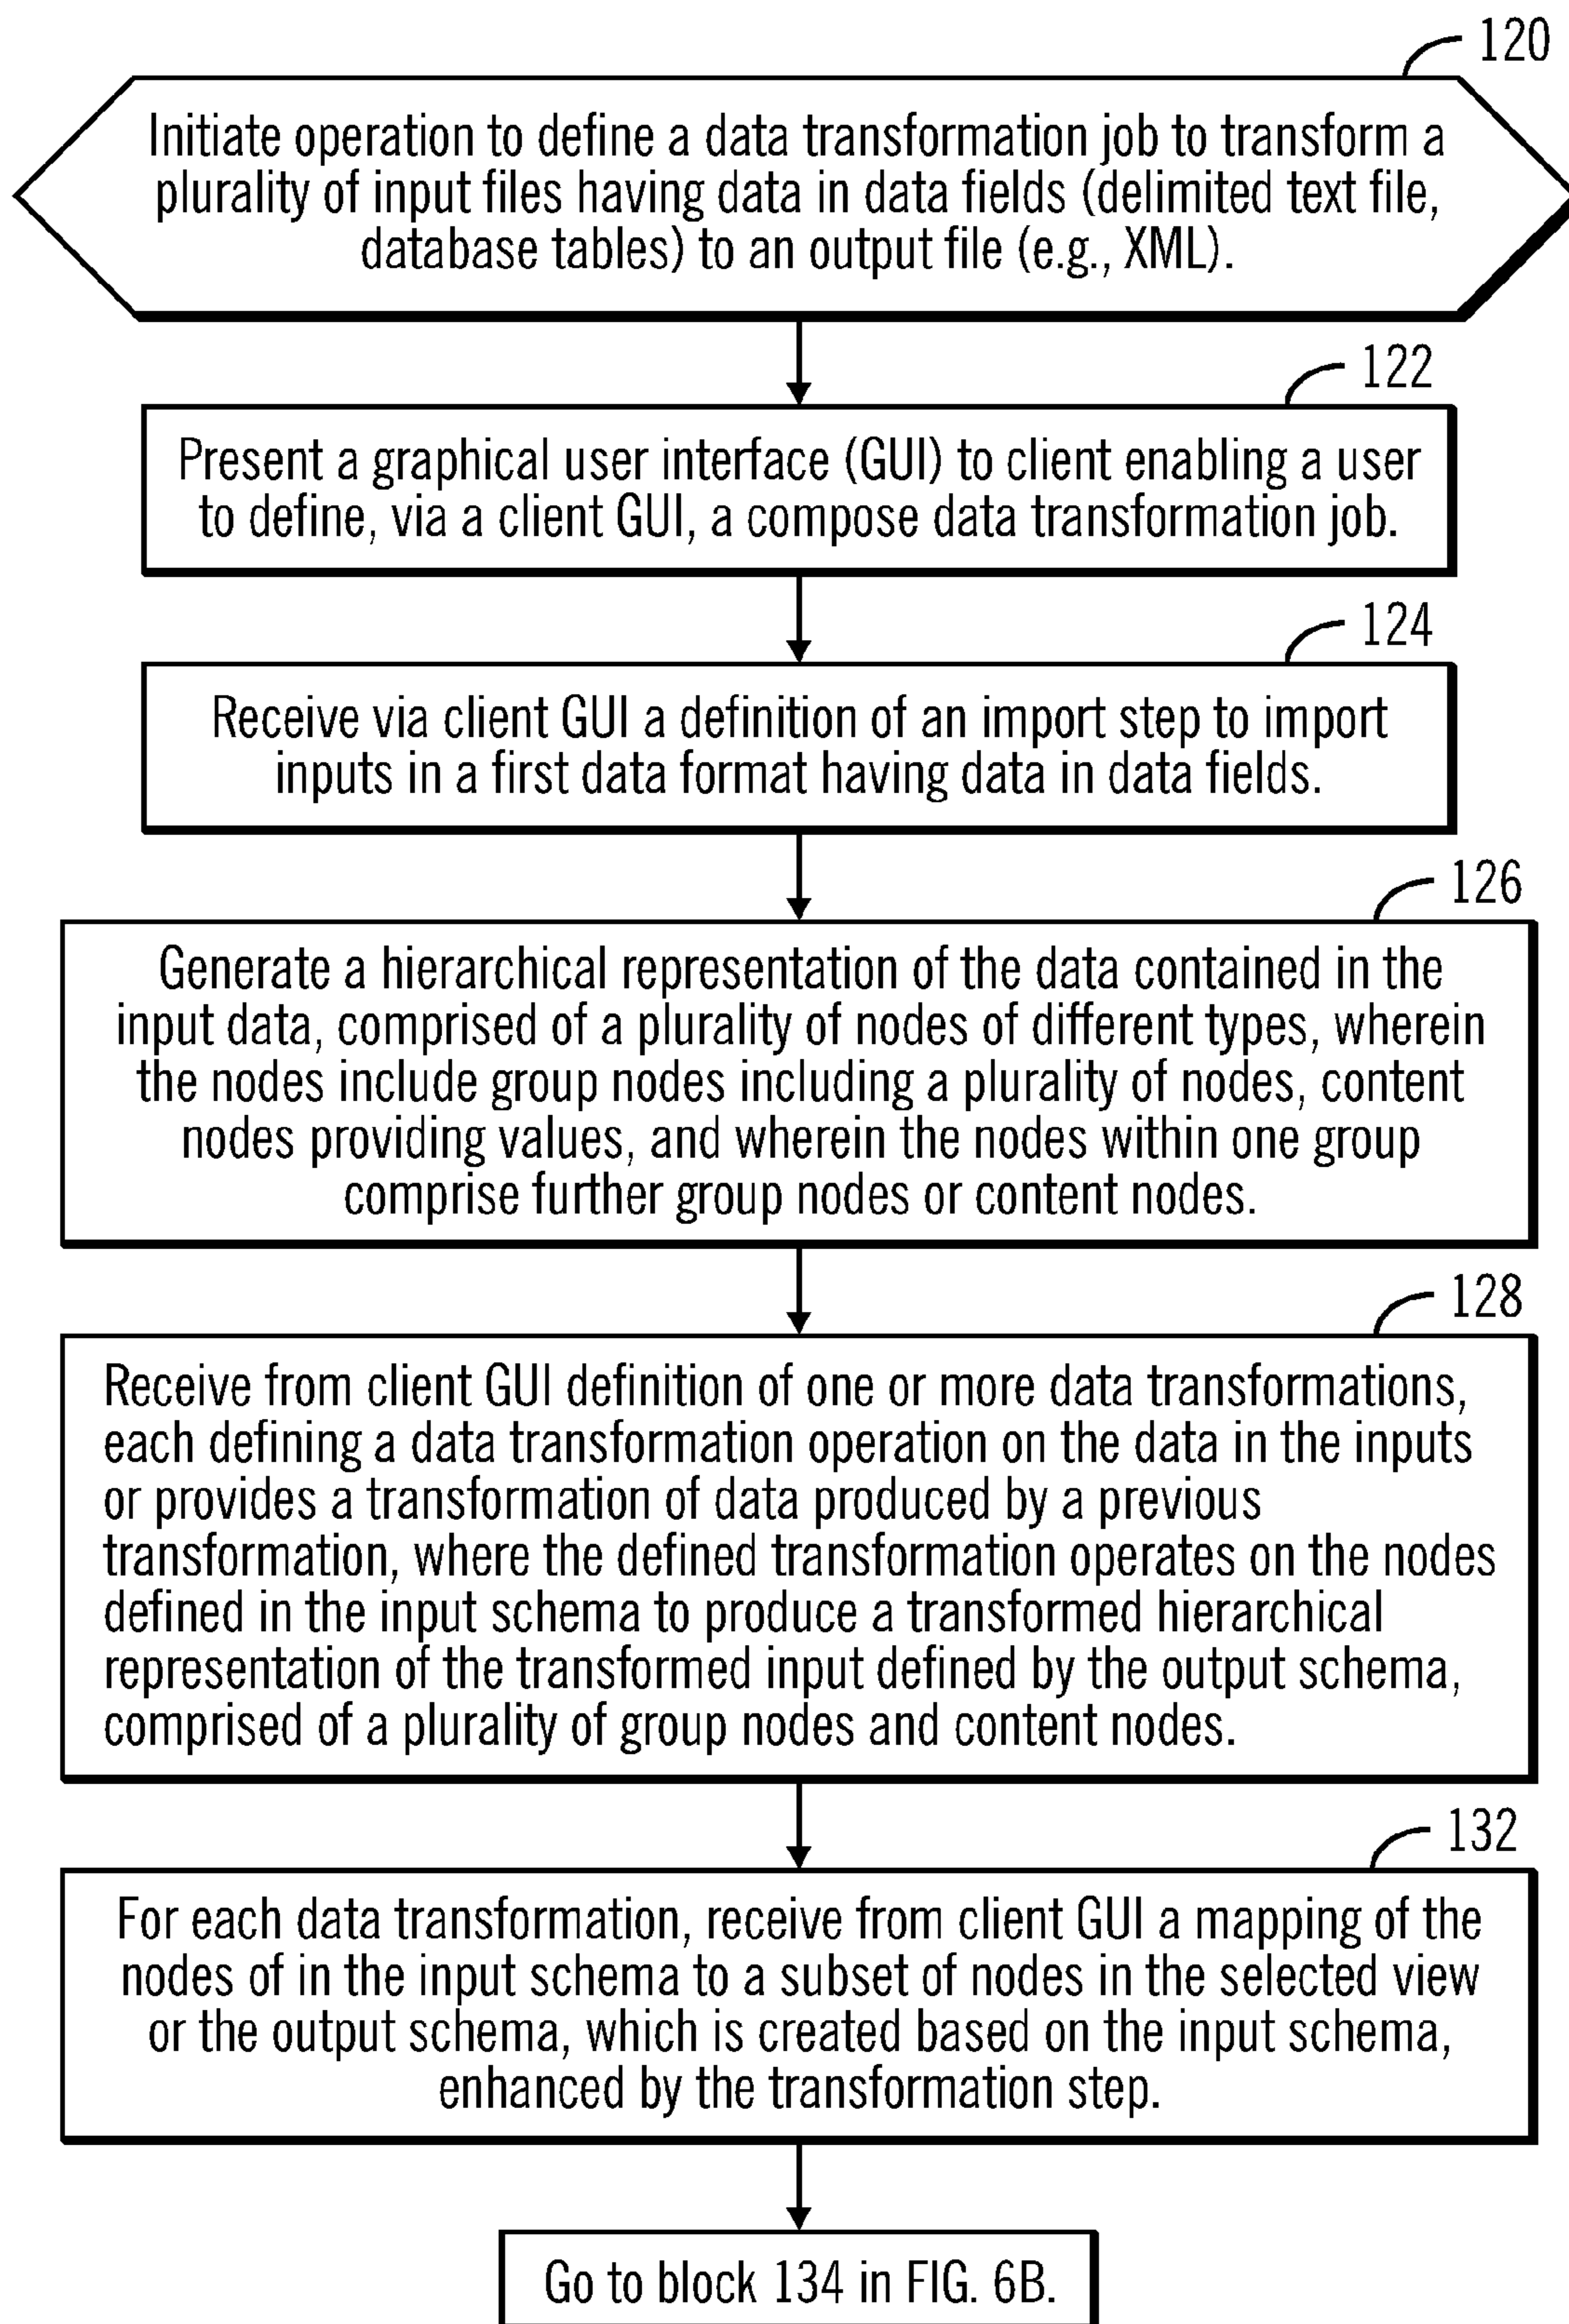 120
Initiate operation to define a data transformation job to transform a
plurality of input files having data in data fields (delimited text file,
database tables) to an output file (e.g., XML).
122
Present a graphical user interface (GUI) to client enabling a user
to define, via a client GUI, a compose data transformation job.
124
Receive via client GUI a definition of an import step to import
inputs in a first data format having data in data fields.
126
Generate a hierarchical representation of the data contained in the
input data, comprised of a plurality of nodes of different types, wherein
the nodes include group nodes including a plurality of nodes, content
nodes providing values, and wherein the nodes within one group
comprise further group nodes or content nodes.
128
Receive from client GUI definition of one or more data transformations,
each defining a data transformation operation on the data in the inputs
or provides a transformation of data produced by a previous
transformation, where the defined transformation operates on the nodes
defined in the input schema to produce a transformed hierarchical
representation of the transformed input defined by the output schema,
comprised of a plurality of group nodes and content nodes.
132
For each data transformation, receive from client GUI a mapping of the
nodes of in the input schema to a subset of nodes in the selected view
or the output schema, which is created based on the input schema,
enhanced by the transformation step.
Go to block 134 in FIG. 6B.